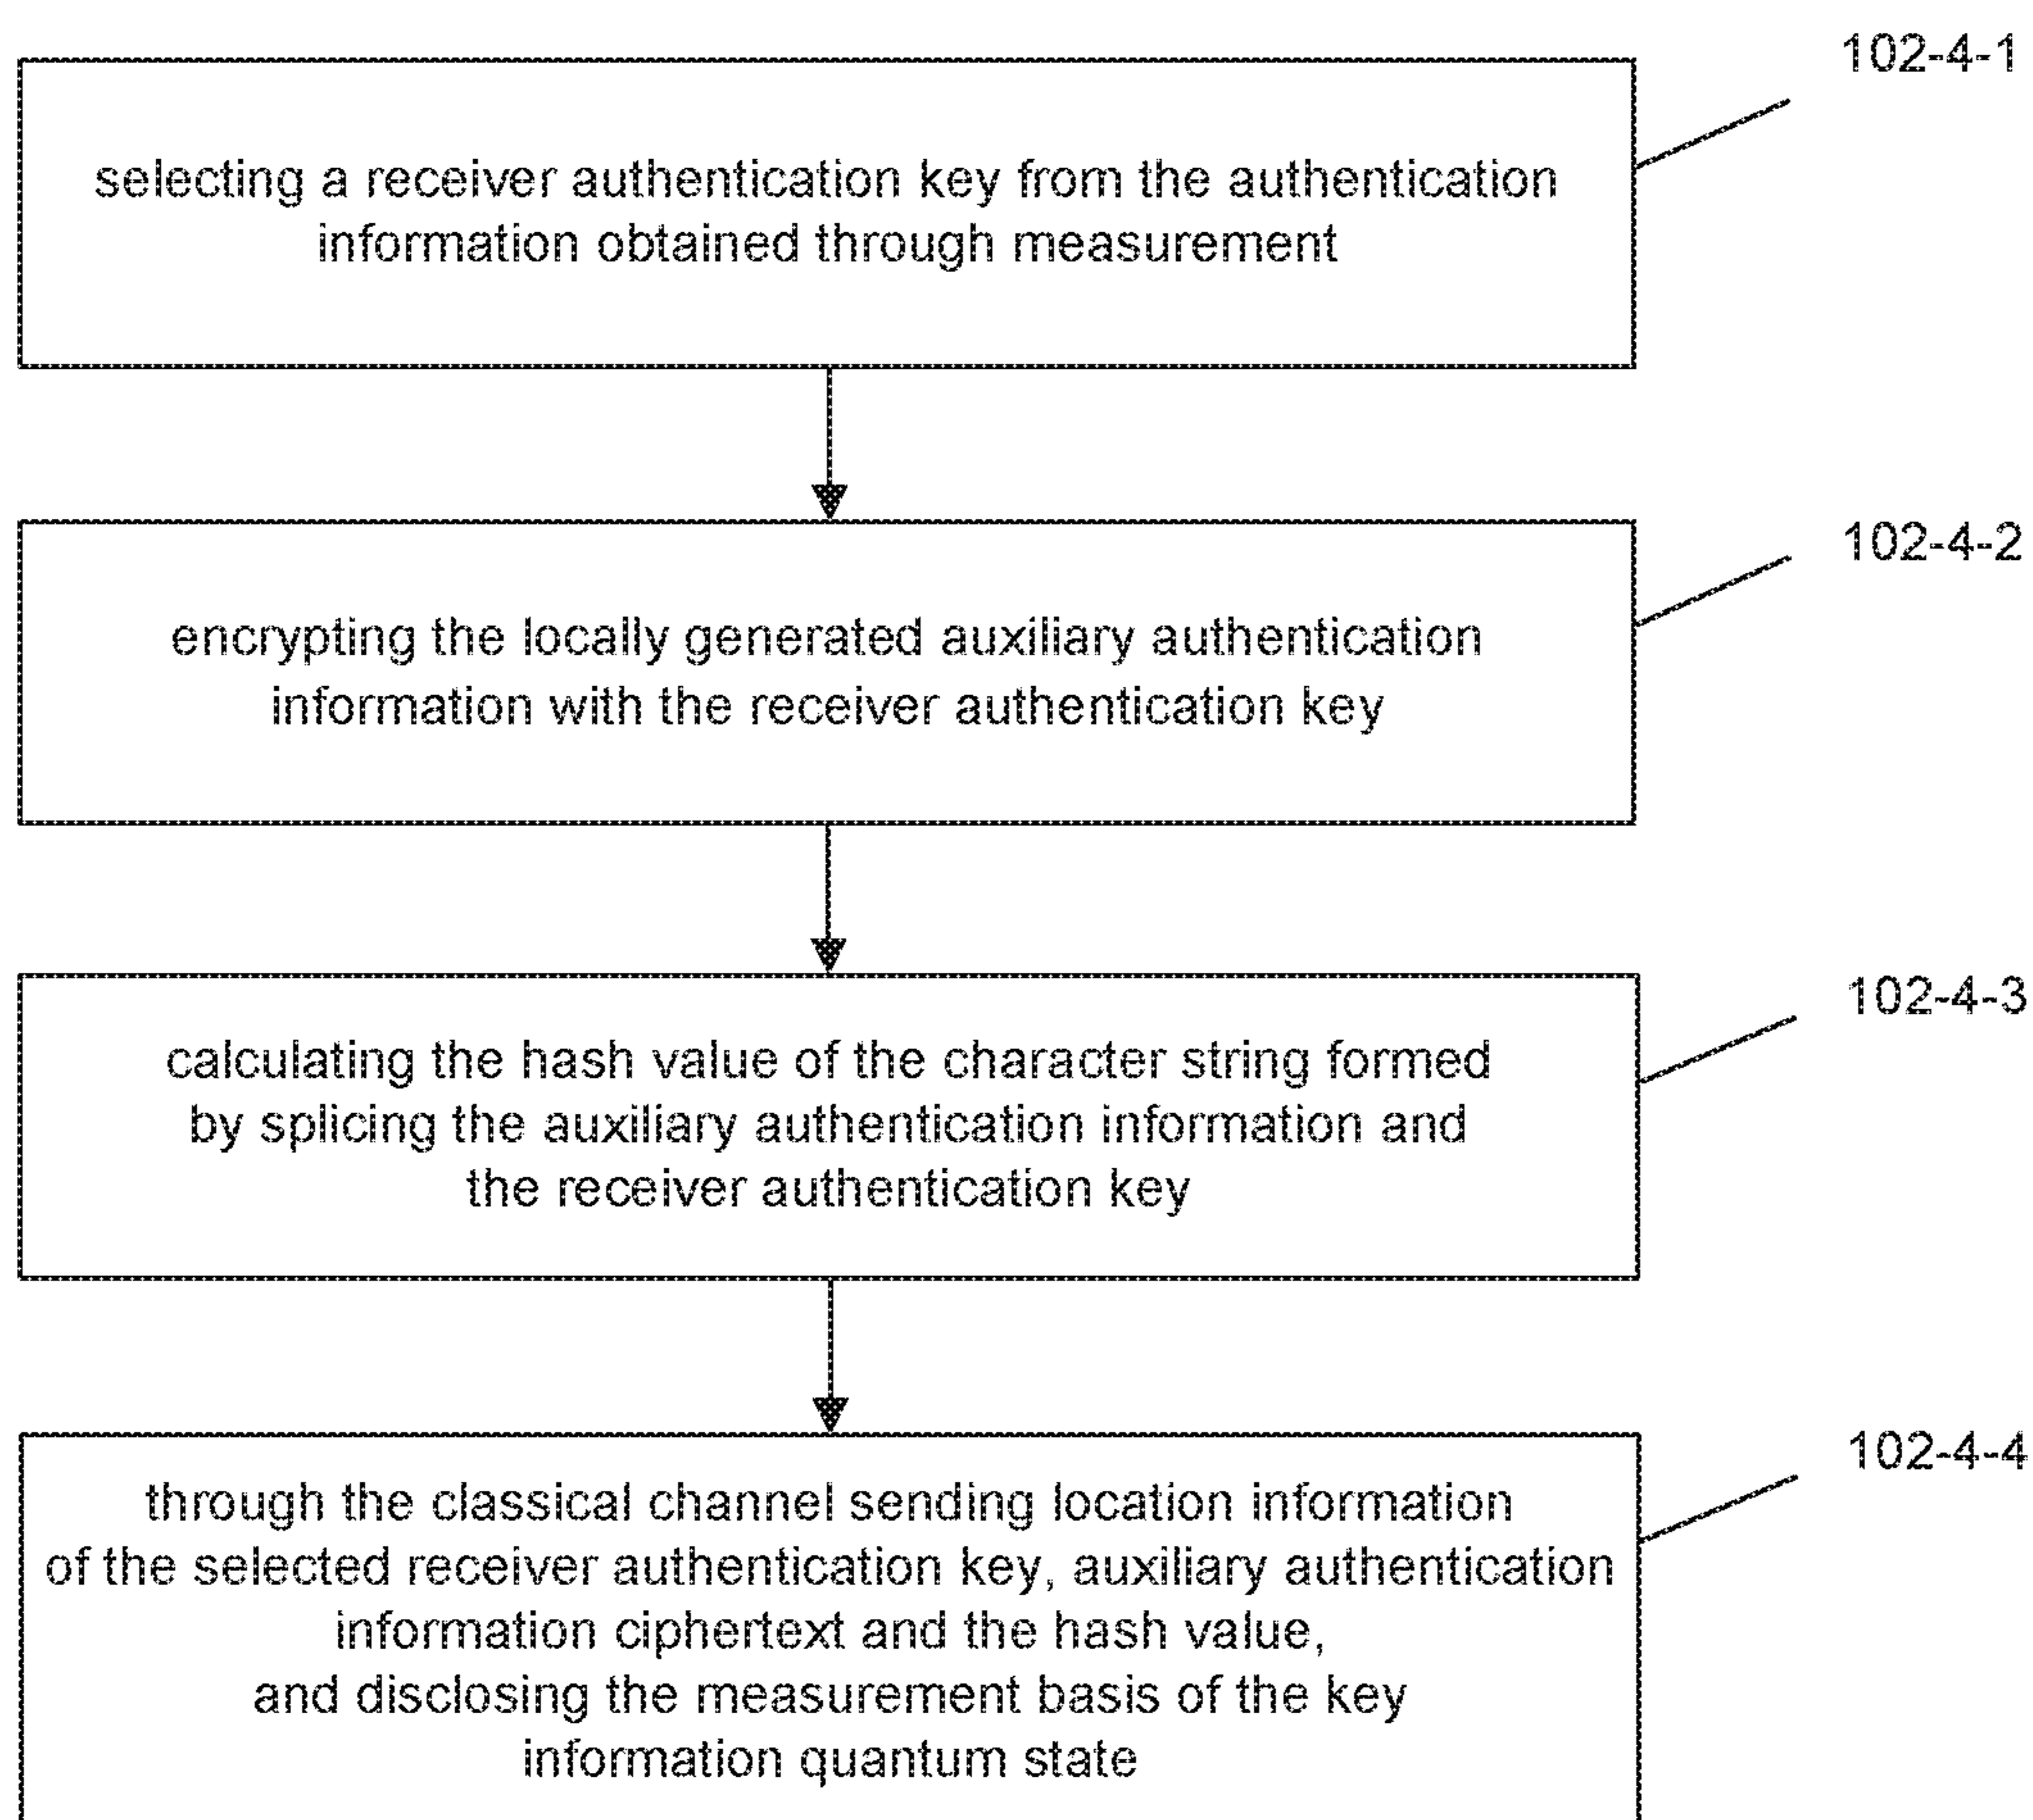 102-4-1
selecting a receiver authentication key from the authentication
information obtained through measurement
102-4-2
encrypting the locally generated auxiliary authentication
information with the receiver authentication key
102-4-3
calculating the hash value of the character string formed
by splicing the auxiliary authentication information and
the receiver authentication key
102-4-4
through the classical channel sending location information
of the selected receiver authentication key, auxiliary authentication
information ciphertext and the hash value,
and disclosing the measurement basis of the key
information quantum state